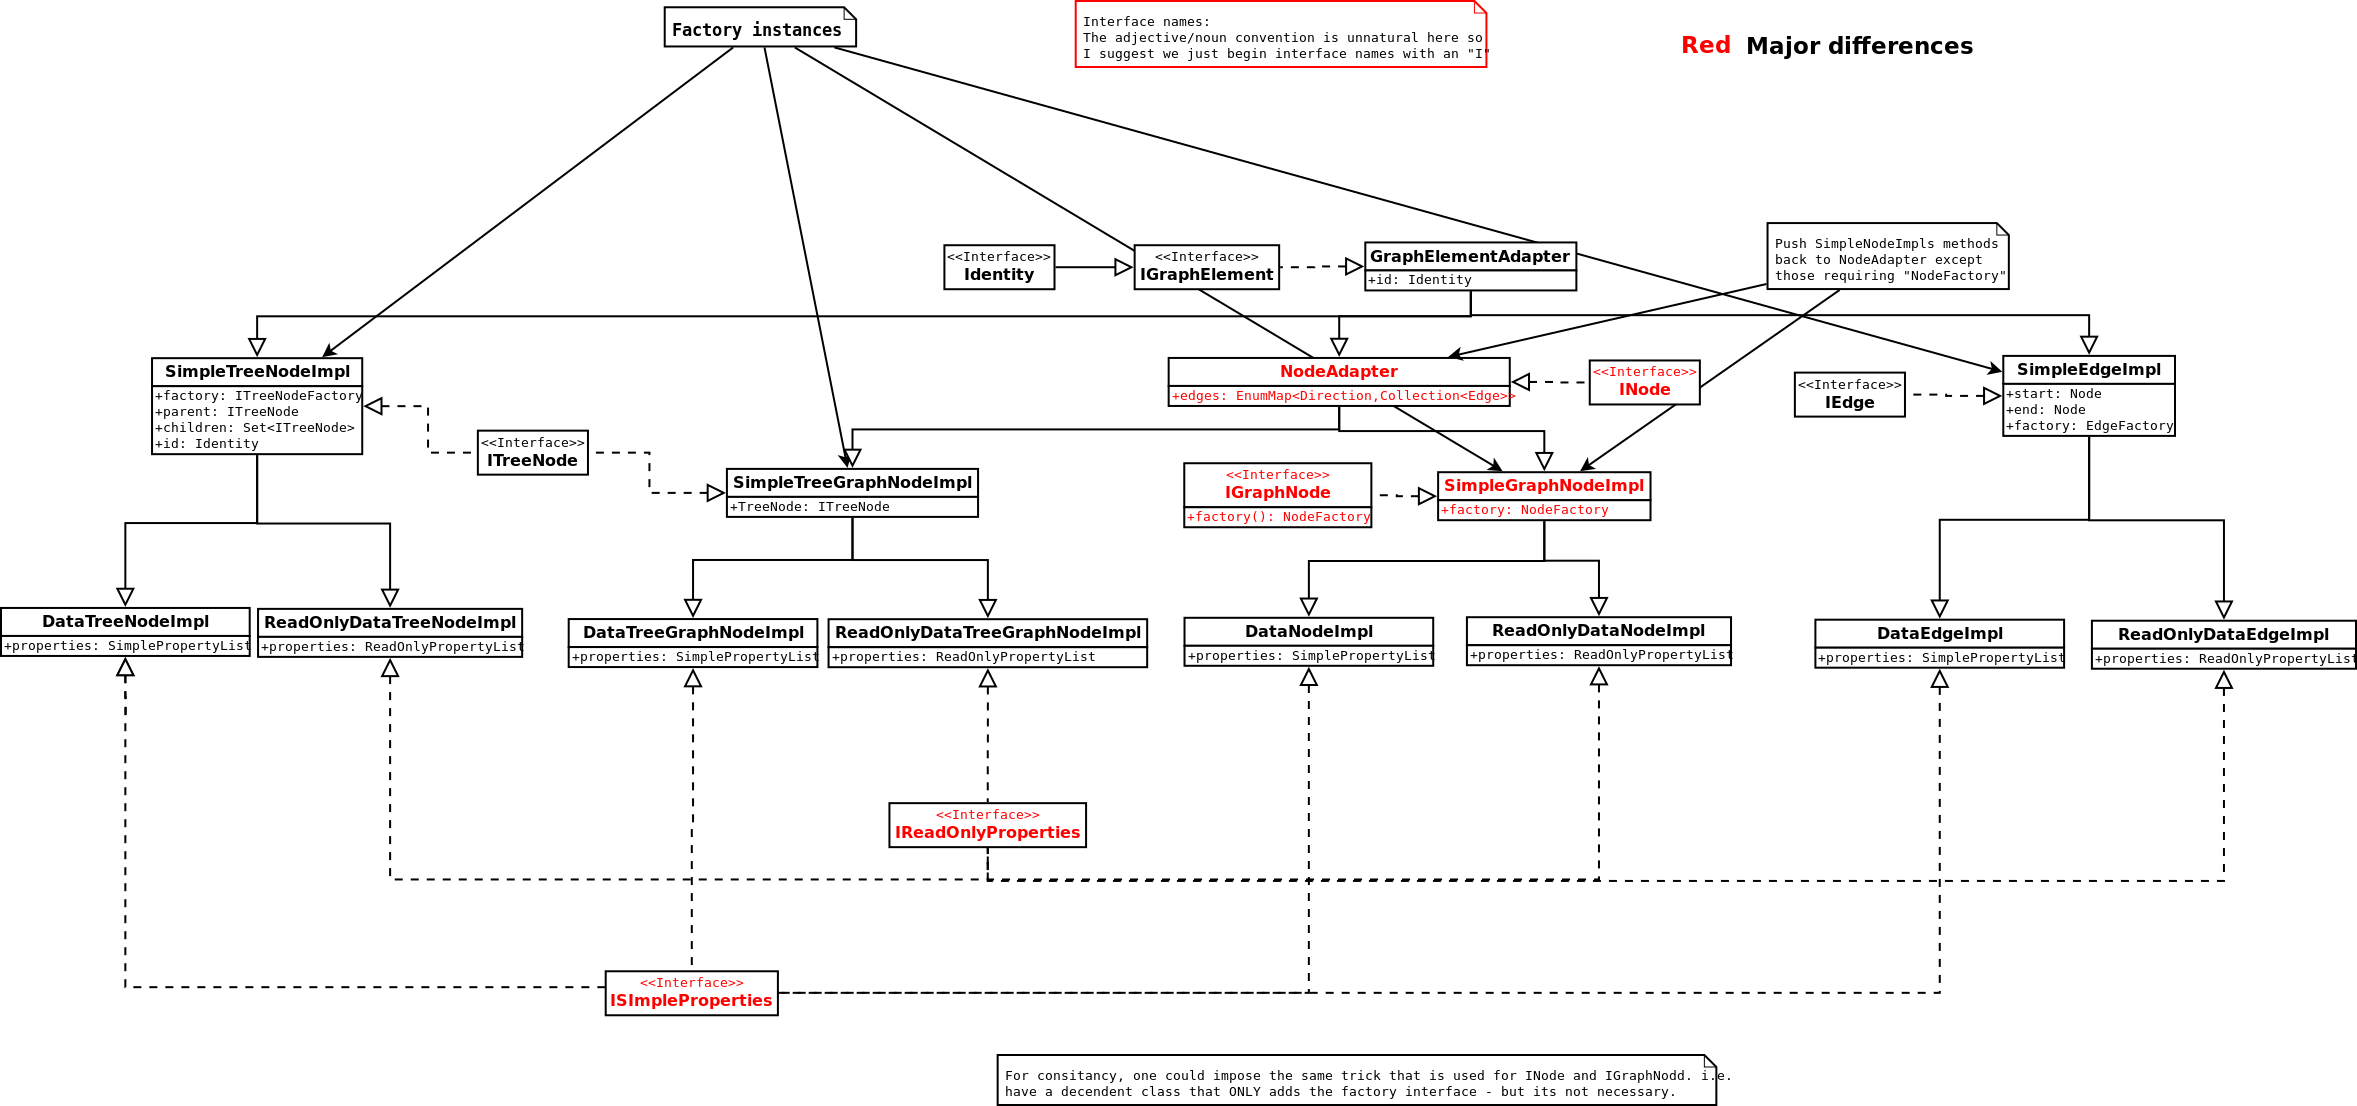 Factory instances
Interface names:
The adjective/noun convention is unnatural here so
I suggest we just begin interface names with an "I"
Red Major differences
Push SimpleNodeImpls methods
back to NodeAdapter except
those requiring "NodeFactory"
<<Interface>>
Identity
<<Interface>>
IGraphElement
GraphElementAdapter
+id: Identity
SimpleTreeNodeImpl
+factory: ITreeNodeFactory
+parent: ITreeNode
+children: Set<ITreeNode>
+id: Identity
<<Interface>>
ITreeNode
NodeAdapter
+edges: EnumMap<Direction,Collection<Edge>>
<<Interface>>
INode
<<Interface>>
IEdge
SimpleEdgeImpl
+start: Node
+end: Node
+factory: EdgeFactory
SimpleTreeGraphNodeImpl
+TreeNode: ITreeNode
<<Interface>>
IGraphNode
+factory(): NodeFactory
SimpleGraphNodeImpl
+factory: NodeFactory
DataTreeNodeImpl
+properties: SimplePropertyList
ReadOnlyDataTreeNodeImpl
+properties: ReadOnlyPropertyList
DataTreeGraphNodeImpl
+properties: SimplePropertyList
ReadOnlyDataTreeGraphNodeImpl
+properties: ReadOnlyPropertyList
DataNodeImpl
+properties: SimplePropertyList
ReadOnlyDataNodeImpl
+properties: ReadOnlyPropertyList
DataEdgeImpl
+properties: SimplePropertyList
ReadOnlyDataEdgeImpl
+properties: ReadOnlyPropertyList
<<Interface>>
IReadOnlyProperties
<<Interface>>
ISImpleProperties
For consitancy, one could impose the same trick that is used for INode and IGraphNodd. i.e.
have a decendent class that ONLY adds the factory interface - but its not necessary.